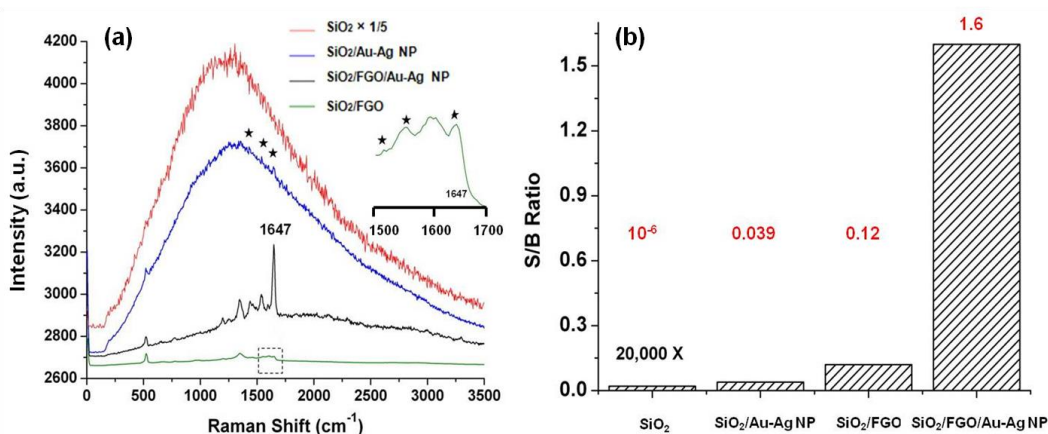 (a)
SiO₂ × 1/5
SiO₂/Au-Ag NP
SiO₂/FGO/Au-Ag NP
SiO₂/FGO
4200
4000
3800
3600
3400
3200
3000
2800
2600
Intensity (a.u.)
1647
1647
1500 1600 1700
0 500 1000 1500 2000 2500 3000 3500
Raman Shift (cm⁻¹)
(b)
1.6
1.5
1.2
0.9
0.6
0.3
0.0
S/B Ratio
10⁻⁶ 0.039 0.12
20,000 X
SiO₂ SiO₂/Au-Ag NP SiO₂/FGO SiO₂/FGO/Au-Ag NP